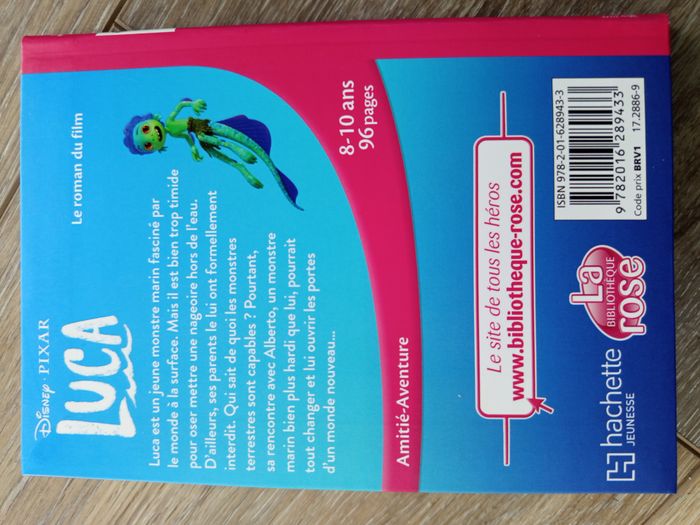 Disney · PIXAR
LUCA
Le roman du film
Luca est un jeune monstre marin fasciné par
le monde à la surface. Mais il est bien trop timide
pour oser mettre une nageoire hors de l'eau.
D'ailleurs, ses parents le lui ont formellement
interdit. Qui sait de quoi les monstres
terrestres sont capables ? Pourtant,
sa rencontre avec Alberto, un monstre
marin bien plus hardi que lui, pourrait
tout changer et lui ouvrir les portes
d'un monde nouveau...
8-10 ans
96 pages
Amitié-Aventure
Le site de tous les héros
www.bibliotheque-rose.com
hachette
JEUNESSE
La
BIBLIOTHÈQUE
rose
ISBN 978-2-01-628943-3
9 782016 289433
Code prix BRV1 17.2886-9